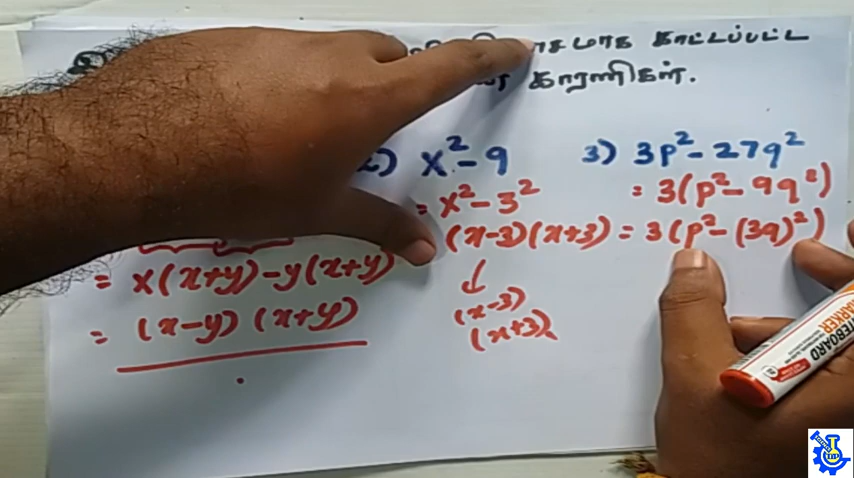 காட்டப்பட்ட
காரணிகள்.
x² - 9
= x² - 3²
(x-3)(x+3)
(x-3)
(x+3)
3) 3p² - 27q²
= 3(p² - 9q²)
= 3(p² - (3q)²)
= x(x+y) - y(x+y)
= (x-y) (x+y)
WHITEBOARD
MARKER